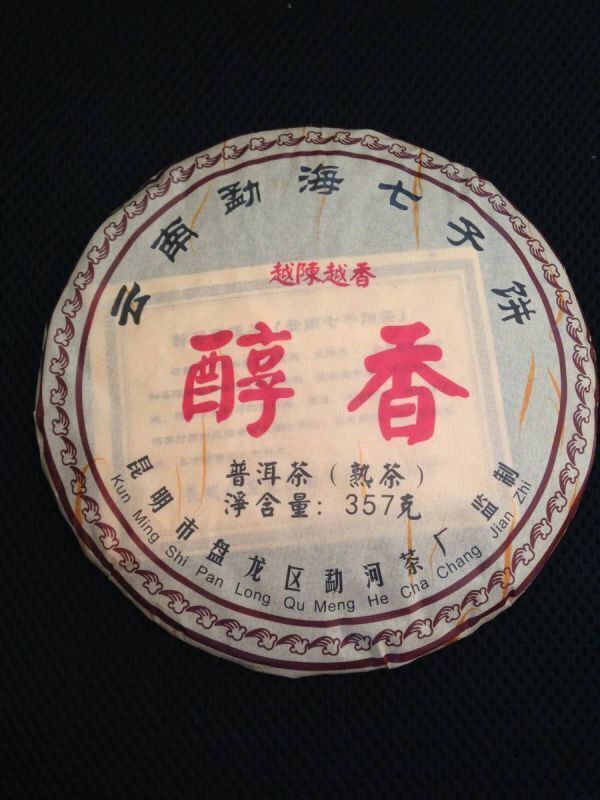 云南勐海七子饼
越陳越香
醇香
普洱茶（熟茶）
淨含量：357克
昆明市盘龙区勐河茶厂 监制
Kun Ming Shi Pan Long Qu Meng He Cha Chang Jian Zhi